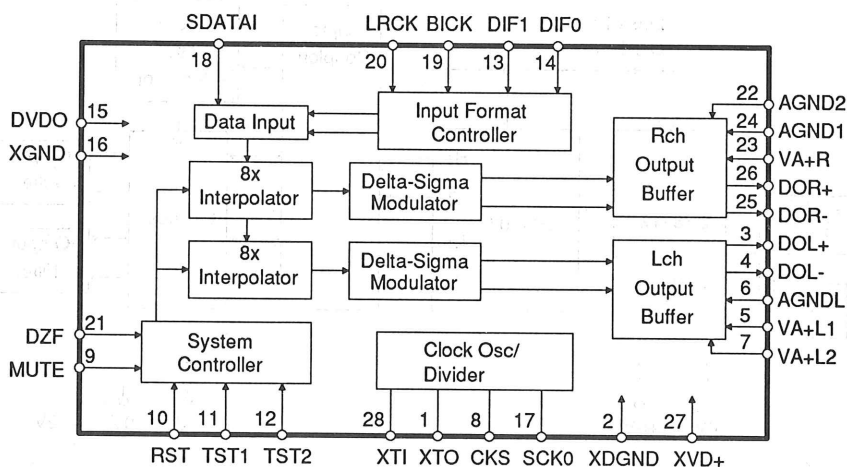 SDATAI
LRCK BICK DIF1 DIF0
18
20
19
13
14
DVDO
15
XGND
16
Data Input
Input Format
Controller
22
AGND2
24
AGND1
23
VA+R
26
DOR+
25
DOR-
Rch
Output
Buffer
8x
Interpolator
Delta-Sigma
Modulator
8x
Interpolator
Delta-Sigma
Modulator
Lch
Output
Buffer
3
DOL+
4
DOL-
6
AGNDL
5
VA+L1
7
VA+L2
DZF
21
MUTE
9
System
Controller
Clock Osc/
Divider
10
11
12
28
1
8
17
2
27
RST TST1 TST2 XTI XTO CKS SCK0 XDGND XVD+